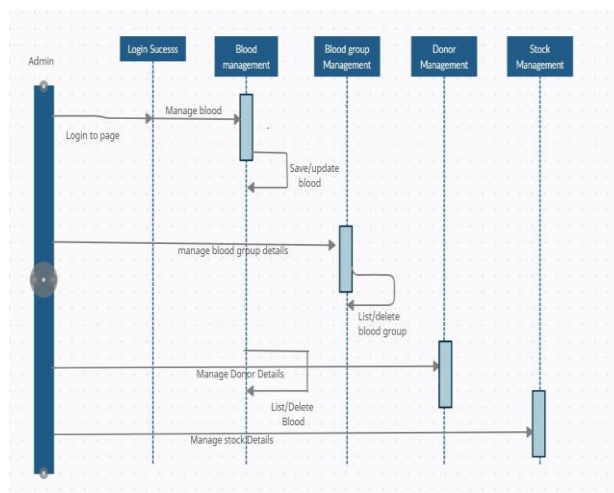 Admin
Login Sucesss
Blood
management
Blood group
Management
Donor
Management
Stock
Management
Manage blood
Login to page
Save/update
blood
manage blood group details
List/delete
blood group
Manage Donor Details
List/Delete
Blood
Manage stock Details